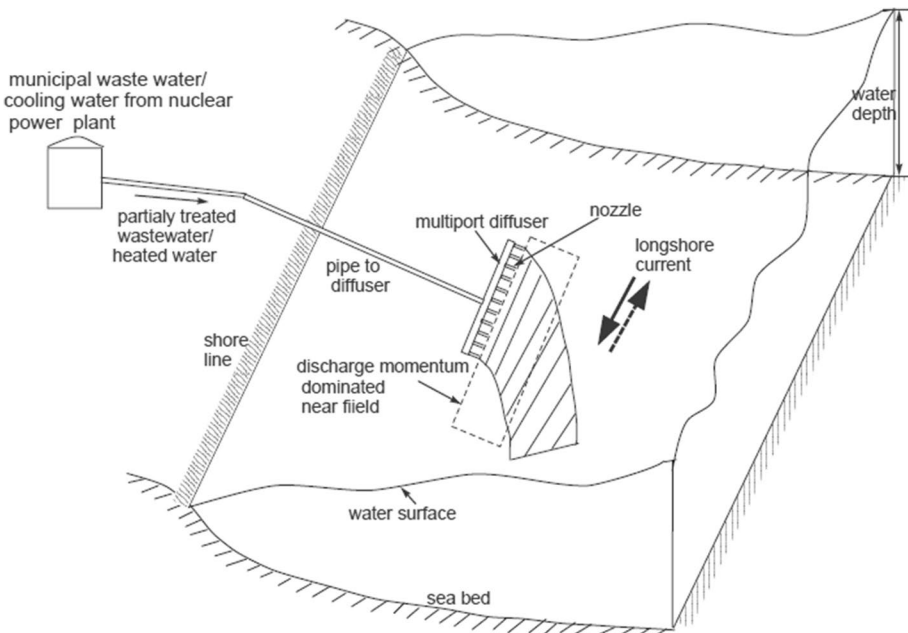 municipal waste water/
cooling water from nuclear
power plant
water
depth
partialy treated
wastewater/
heated water
multiport diffuser
nozzle
longshore
current
pipe to
diffuser
shore
line
discharge momentum
dominated
near fiield
water surface
sea bed